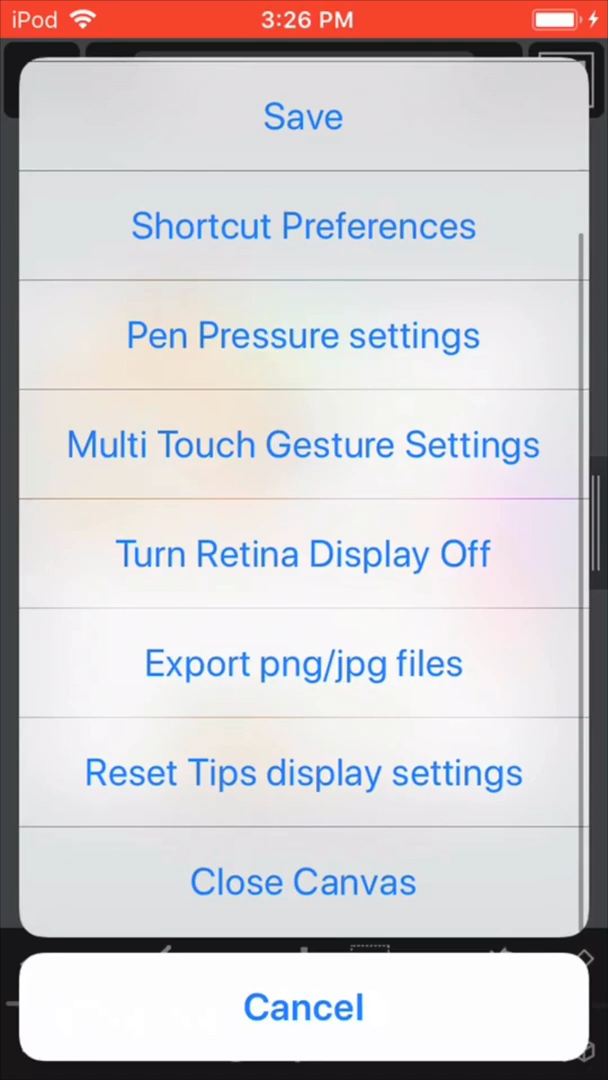 iPod 3:26 PM
Save
Shortcut Preferences
Pen Pressure settings
Multi Touch Gesture Settings
Turn Retina Display Off
Export png/jpg files
Reset Tips display settings
Close Canvas
Cancel